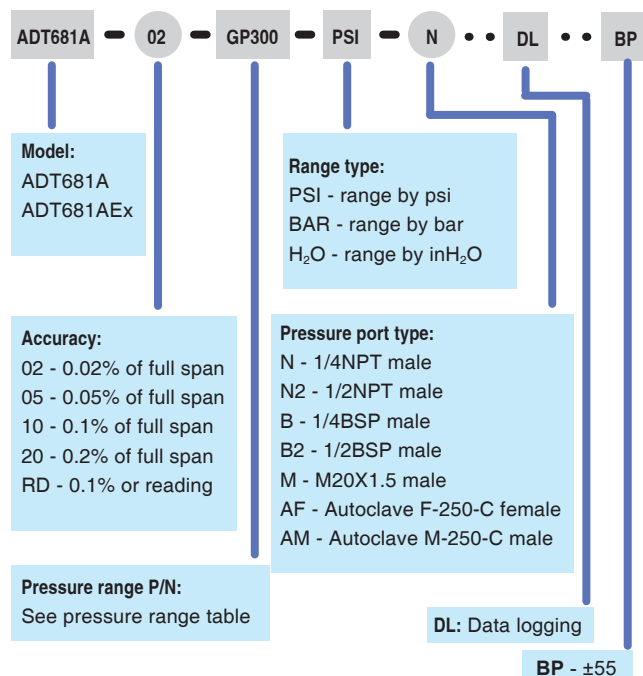 ADT681A – 02 – GP300 – PSI – N • • DL • • BP
Model:
ADT681A
ADT681AEx
Range type:
PSI - range by psi
BAR - range by bar
H₂O - range by inH₂O
Accuracy:
02 - 0.02% of full span
05 - 0.05% of full span
10 - 0.1% of full span
20 - 0.2% of full span
RD - 0.1% or reading
Pressure port type:
N - 1/4NPT male
N2 - 1/2NPT male
B - 1/4BSP male
B2 - 1/2BSP male
M - M20X1.5 male
AF - Autoclave F-250-C female
AM - Autoclave M-250-C male
Pressure range P/N:
See pressure range table
DL: Data logging
BP - ±55